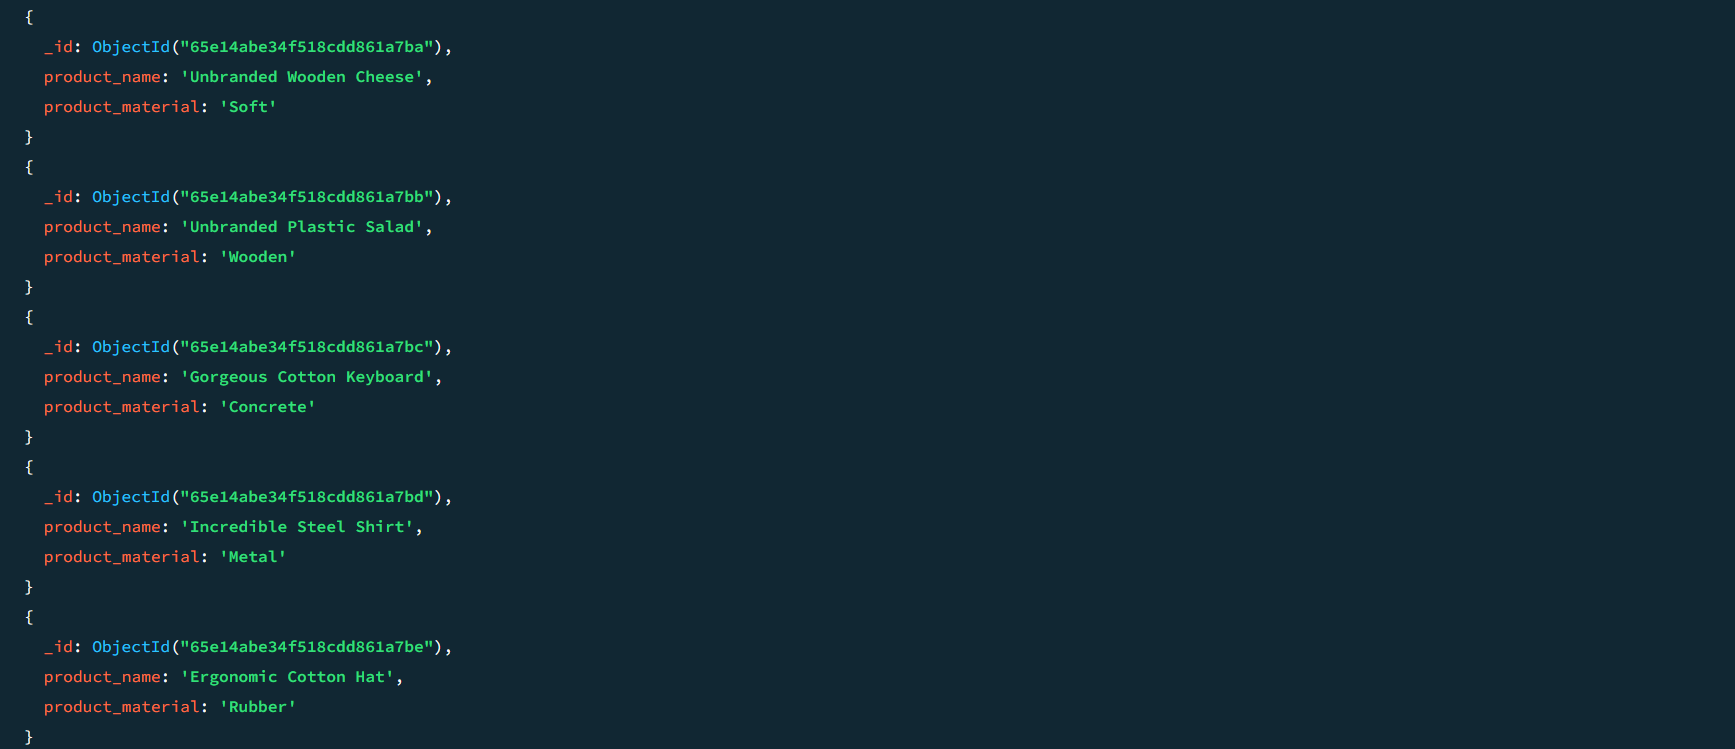 {
_id: ObjectId("65e14abe34f518cdd861a7ba"),
product_name: 'Unbranded Wooden Cheese',
product_material: 'Soft'
}
{
_id: ObjectId("65e14abe34f518cdd861a7bb"),
product_name: 'Unbranded Plastic Salad',
product_material: 'Wooden'
}
{
_id: ObjectId("65e14abe34f518cdd861a7bc"),
product_name: 'Gorgeous Cotton Keyboard',
product_material: 'Concrete'
}
{
_id: ObjectId("65e14abe34f518cdd861a7bd"),
product_name: 'Incredible Steel Shirt',
product_material: 'Metal'
}
{
_id: ObjectId("65e14abe34f518cdd861a7be"),
product_name: 'Ergonomic Cotton Hat',
product_material: 'Rubber'
}